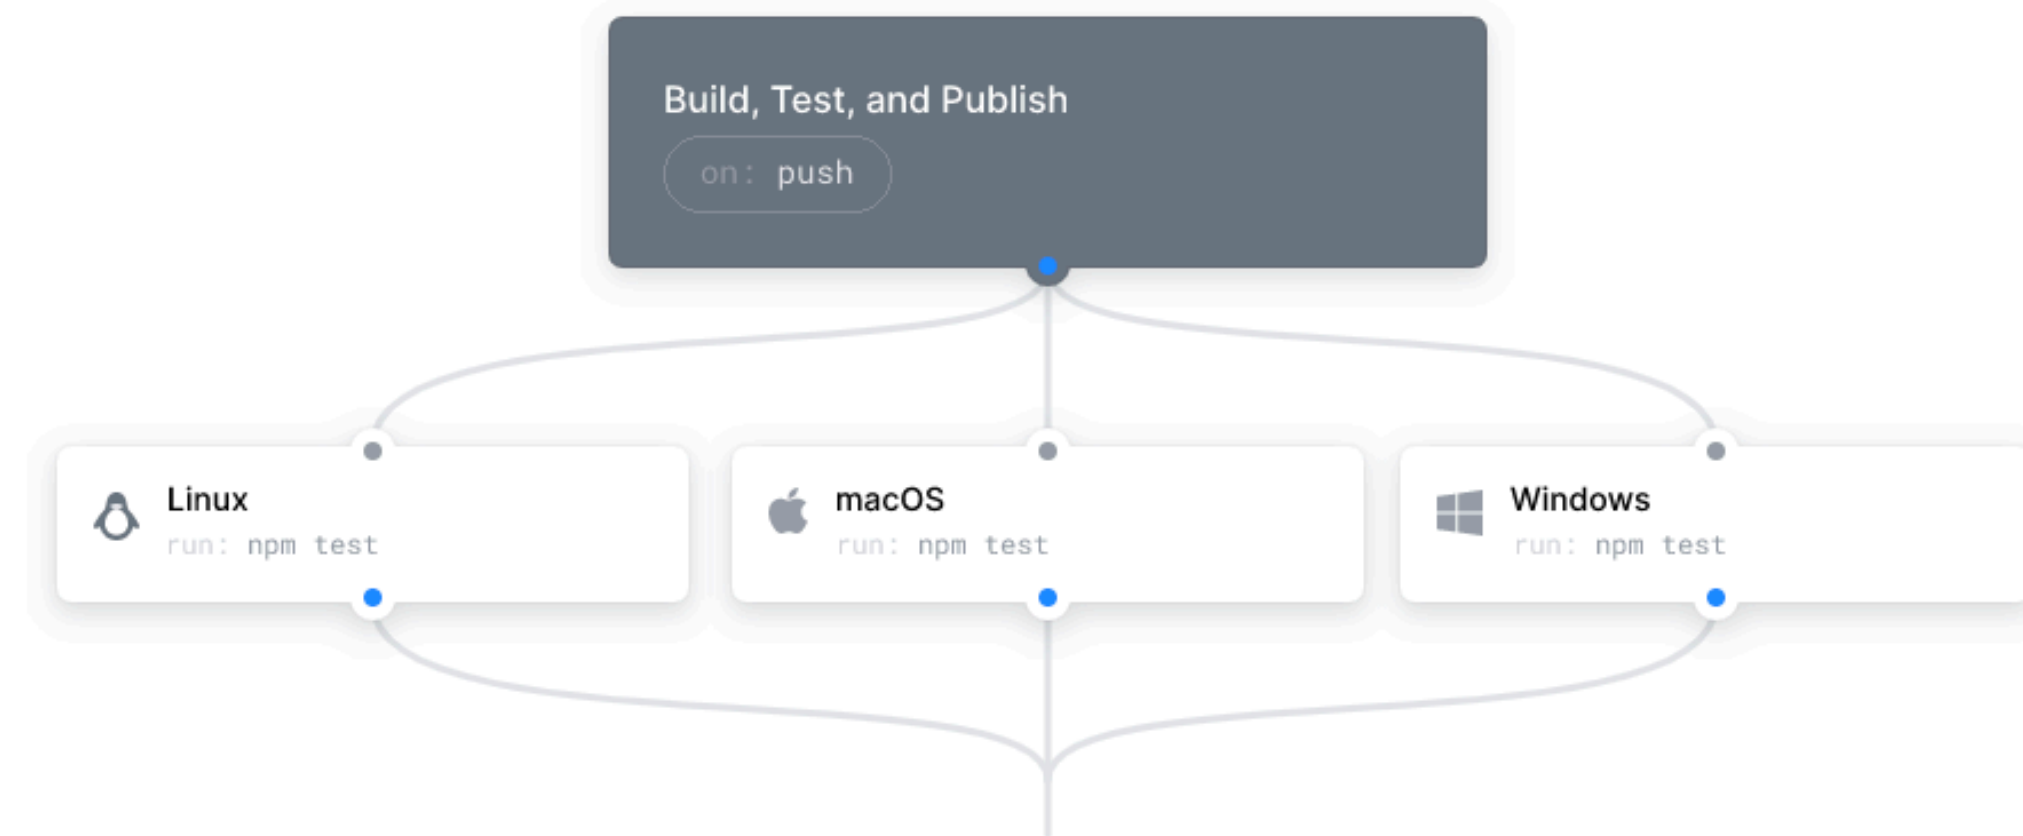 Build, Test, and Publish
on: push
Linux
run: npm test
macOS
run: npm test
Windows
run: npm test